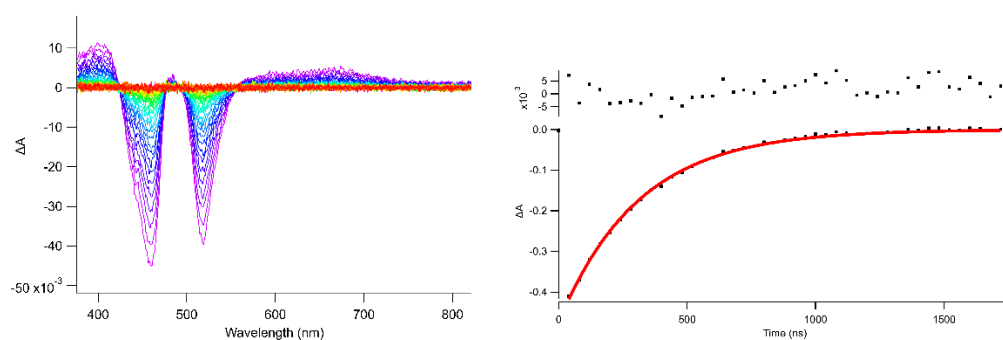 10
0
-10
-20
-30
-40
-50 x10⁻³
ΔA
400 500 600 700 800
Wavelength (nm)
5
0
-5
x10⁻³
0.0
-0.1
-0.2
-0.3
-0.4
ΔA
0 500 1000 1500
Time (ns)